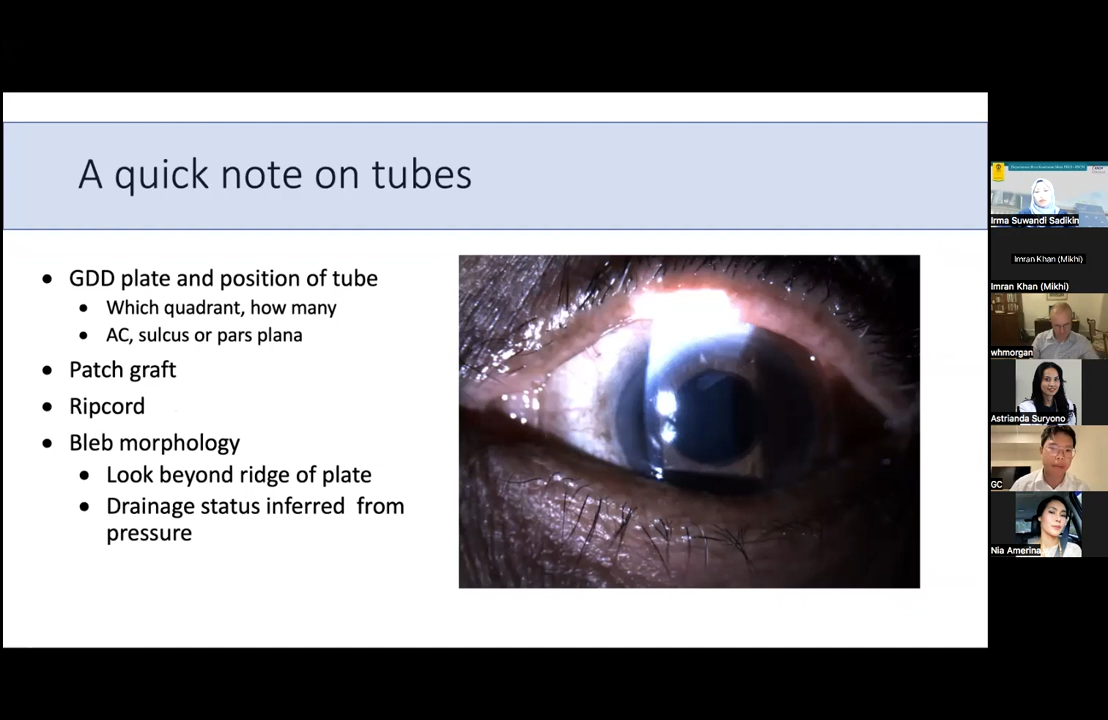 A quick note on tubes
• GDD plate and position of tube
• Which quadrant, how many
• AC, sulcus or pars plana
• Patch graft
• Ripcord
• Bleb morphology
• Look beyond ridge of plate
• Drainage status inferred from
pressure
Irma Suwandi Sadikin
Imran Khan (Mikhi)
Imran Khan (Mikhi)
whmorgan
Astrianda Suryono
GC
Nia Amerina